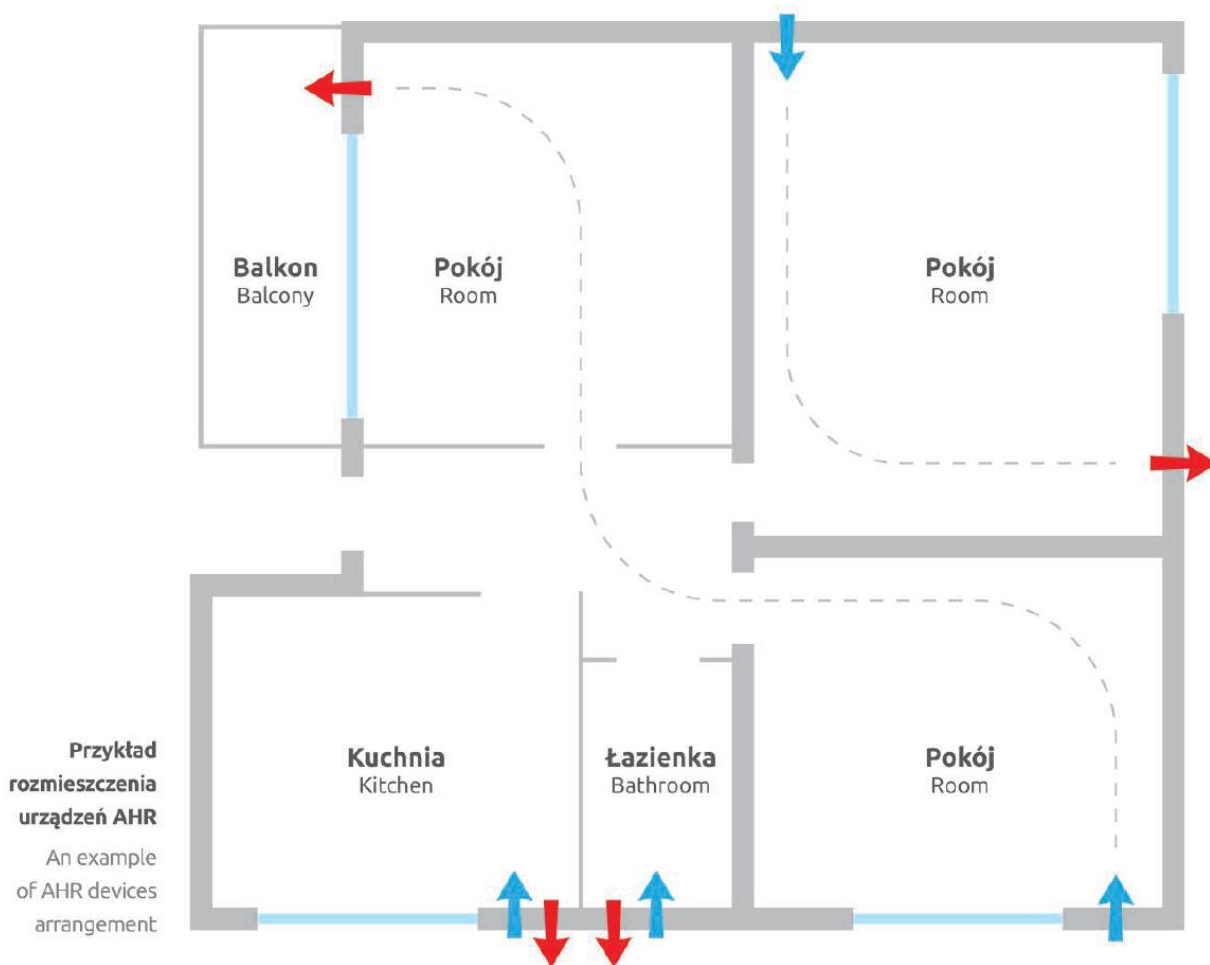 Balkon
Balcony
Pokój
Room
Pokój
Room
Kuchnia
Kitchen
Łazienka
Bathroom
Pokój
Room
Przykład
rozmieszczenia
urządzeń AHR
An example
of AHR devices
arrangement